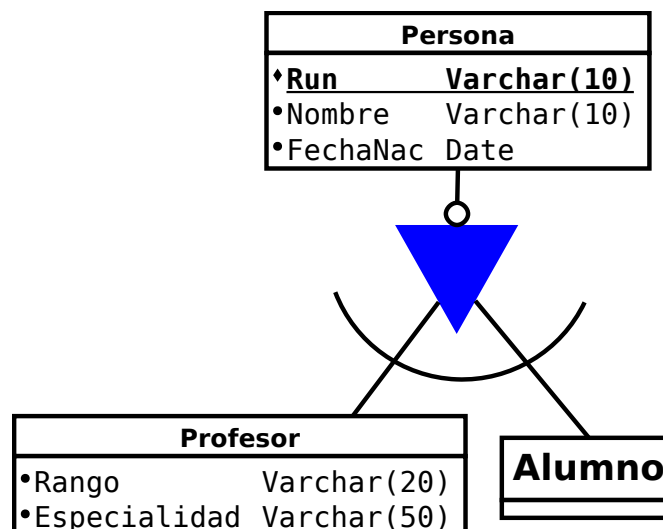 Persona
Run Varchar(10)
Nombre Varchar(10)
FechaNac Date
Profesor
Rango Varchar(20)
Especialidad Varchar(50)
Alumno